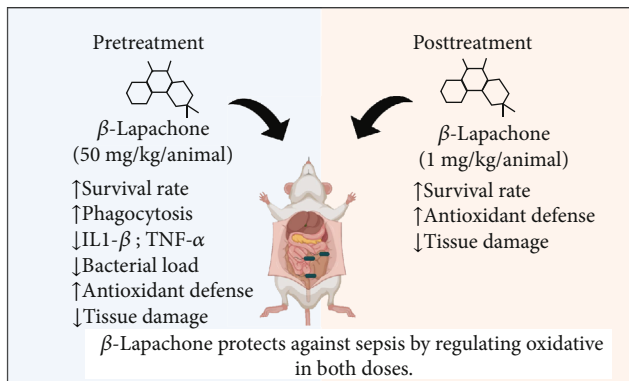 Pretreatment
β-Lapachone
(50 mg/kg/animal)
↑Survival rate
↑Phagocytosis
↓IL1-β ; TNF-α
↓Bacterial load
↑Antioxidant defense
↓Tissue damage
Posttreatment
β-Lapachone
(1 mg/kg/animal)
↑Survival rate
↑Antioxidant defense
↓Tissue damage
β-Lapachone protects against sepsis by regulating oxidative
in both doses.